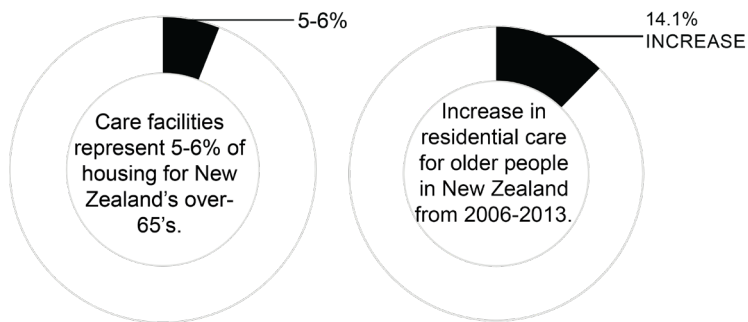 5-6%
Care facilities
represent 5-6% of
housing for New
Zealand's over-
65's.
14.1%
INCREASE
Increase in
residential care
for older people
in New Zealand
from 2006-2013.